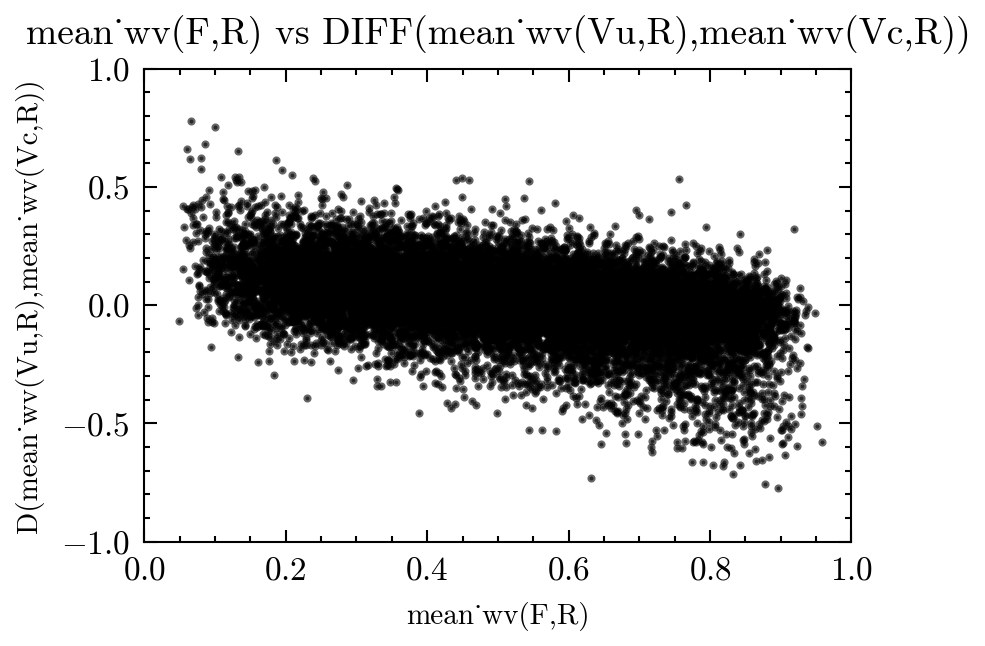 mean˙wv(F,R) vs DIFF(mean˙wv(Vu,R),mean˙wv(Vc,R))
D(mean˙wv(Vu,R),mean˙wv(Vc,R))
1.0
0.5
0.0
−0.5
−1.0
0.0 0.2 0.4 0.6 0.8 1.0
mean˙wv(F,R)